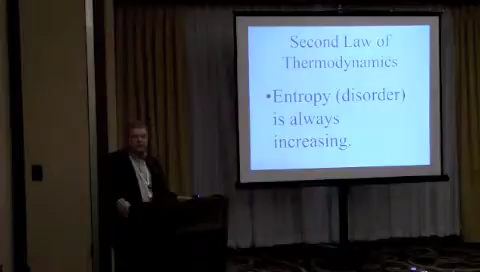 Second Law of
Thermodynamics
•Entropy (disorder)
is always
increasing.